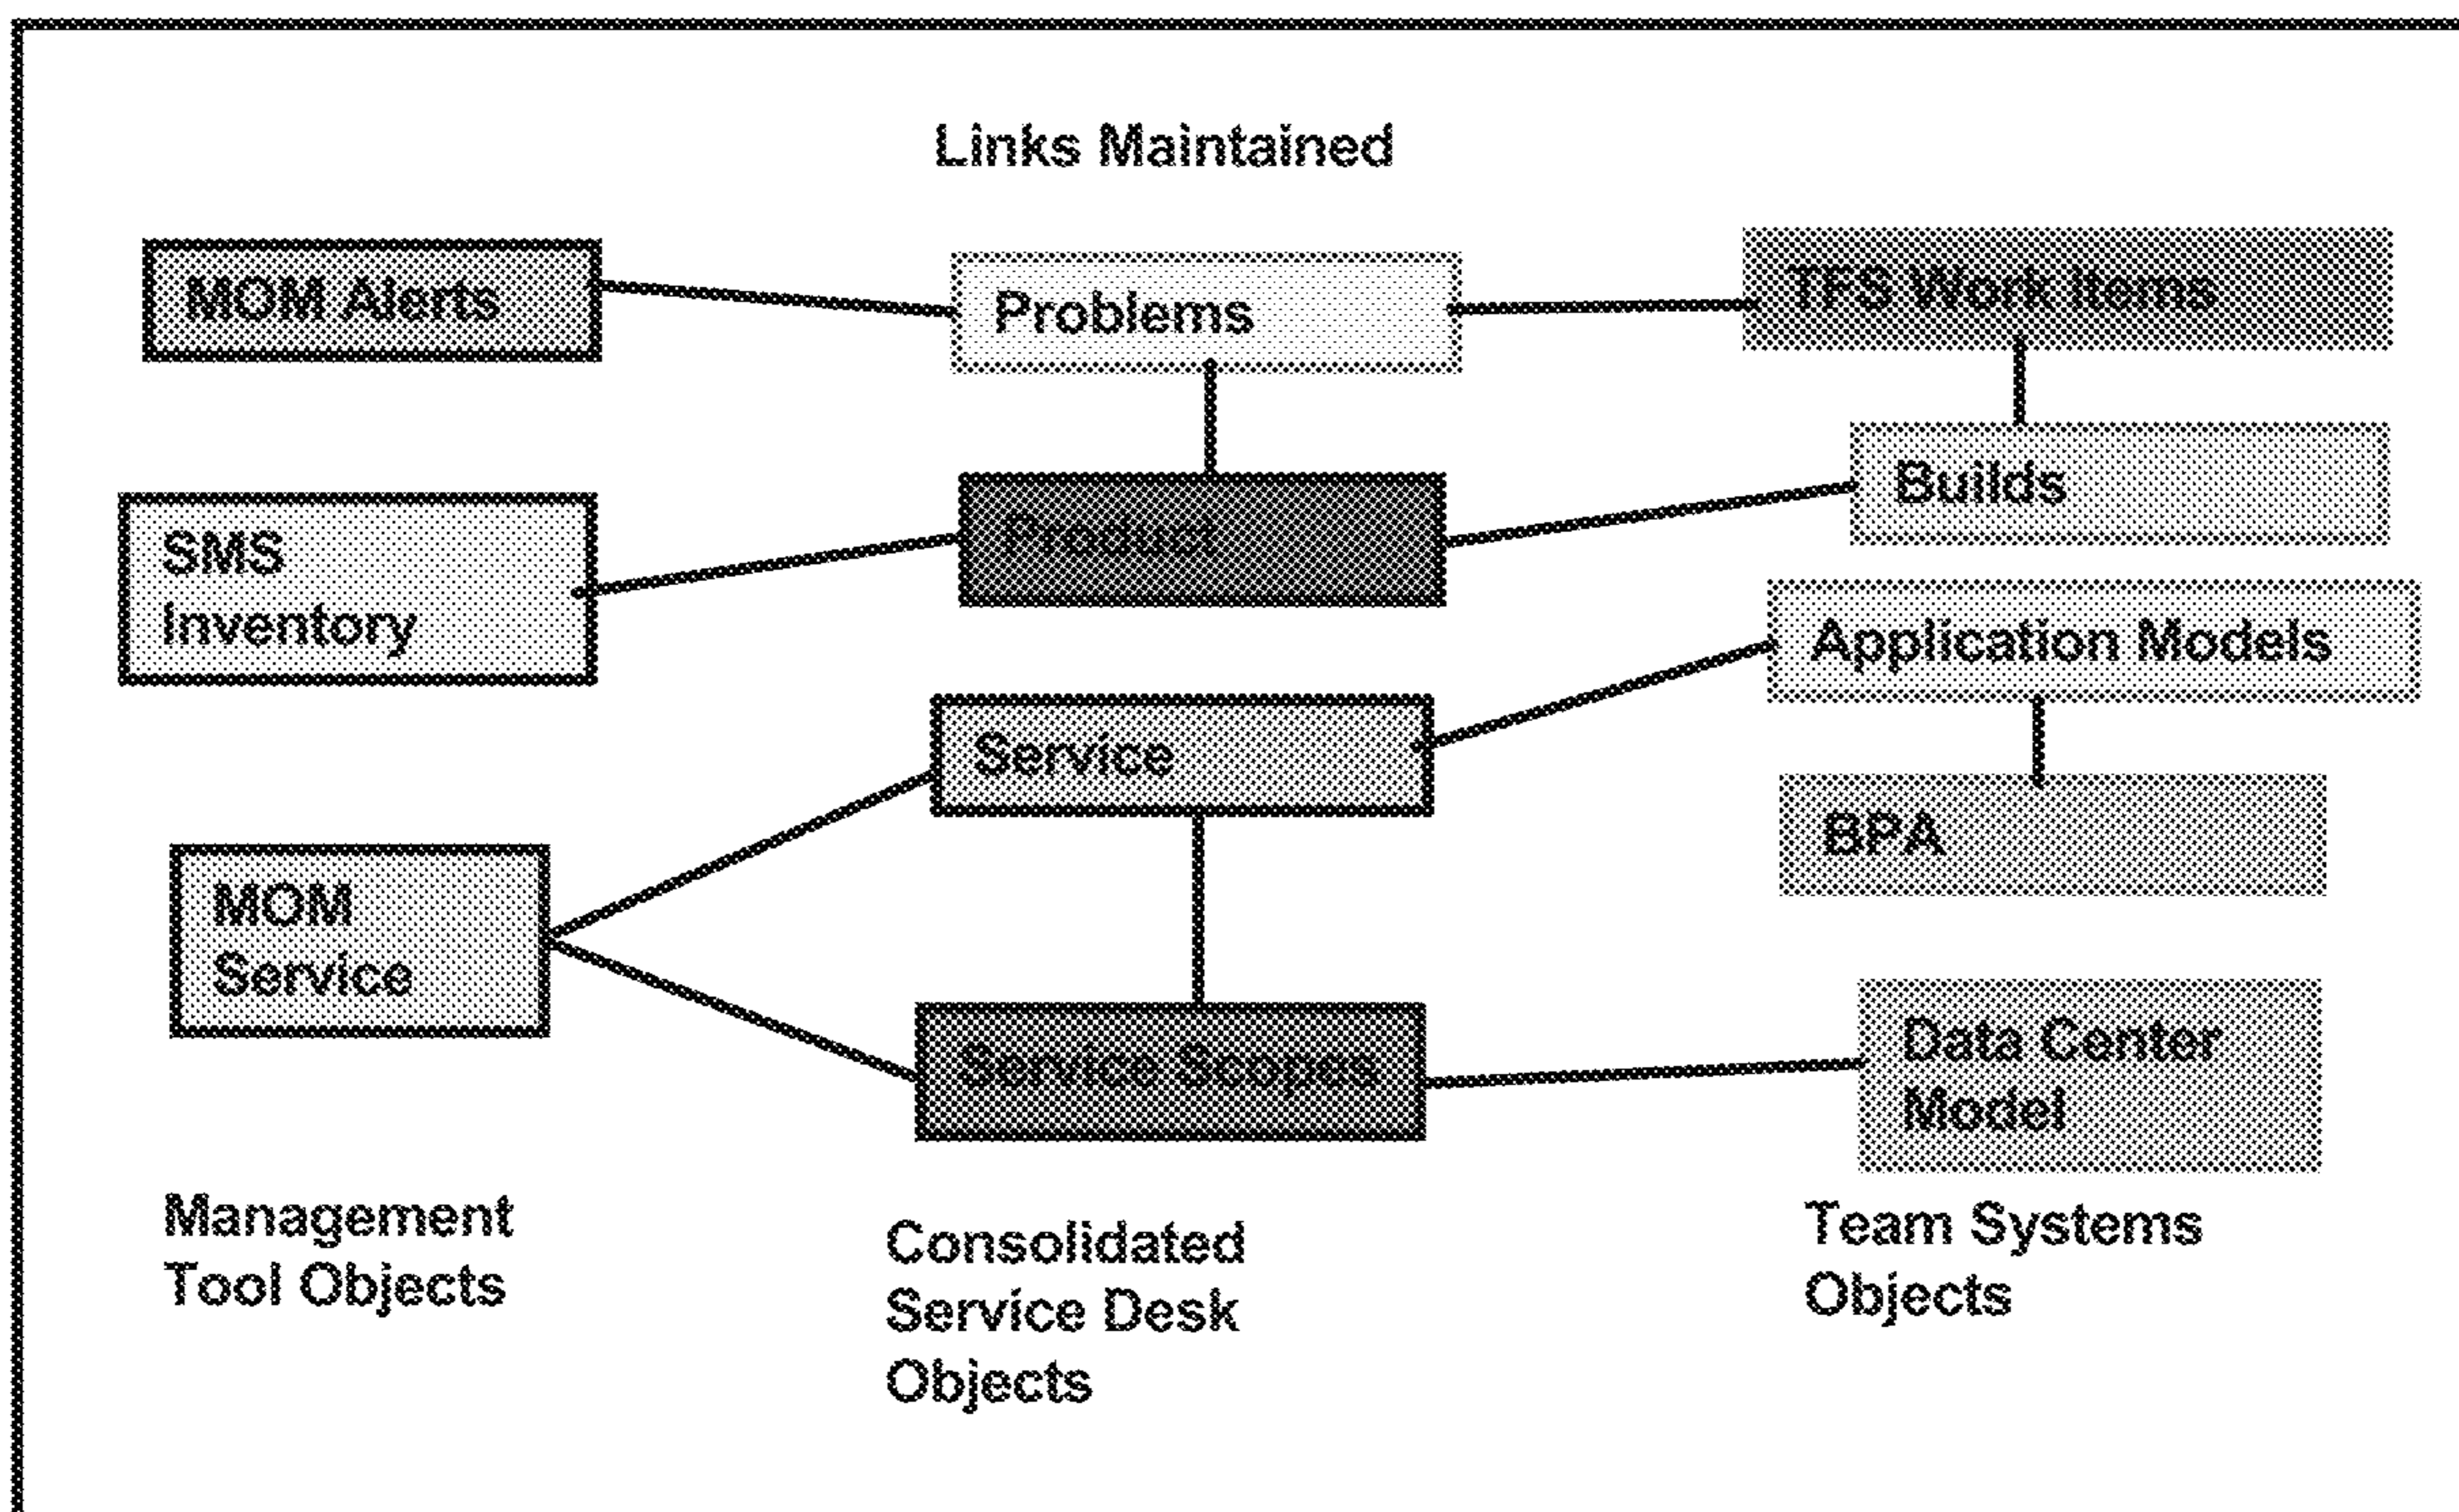 Links Maintained
MOM Alerts
Problems
TFS Work Items
Product
Builds
SMS
Inventory
Application Models
Service
BPA
MOM
Service
Service Scopes
Data Center
Model
Management
Tool Objects
Consolidated
Service Desk
Objects
Team Systems
Objects